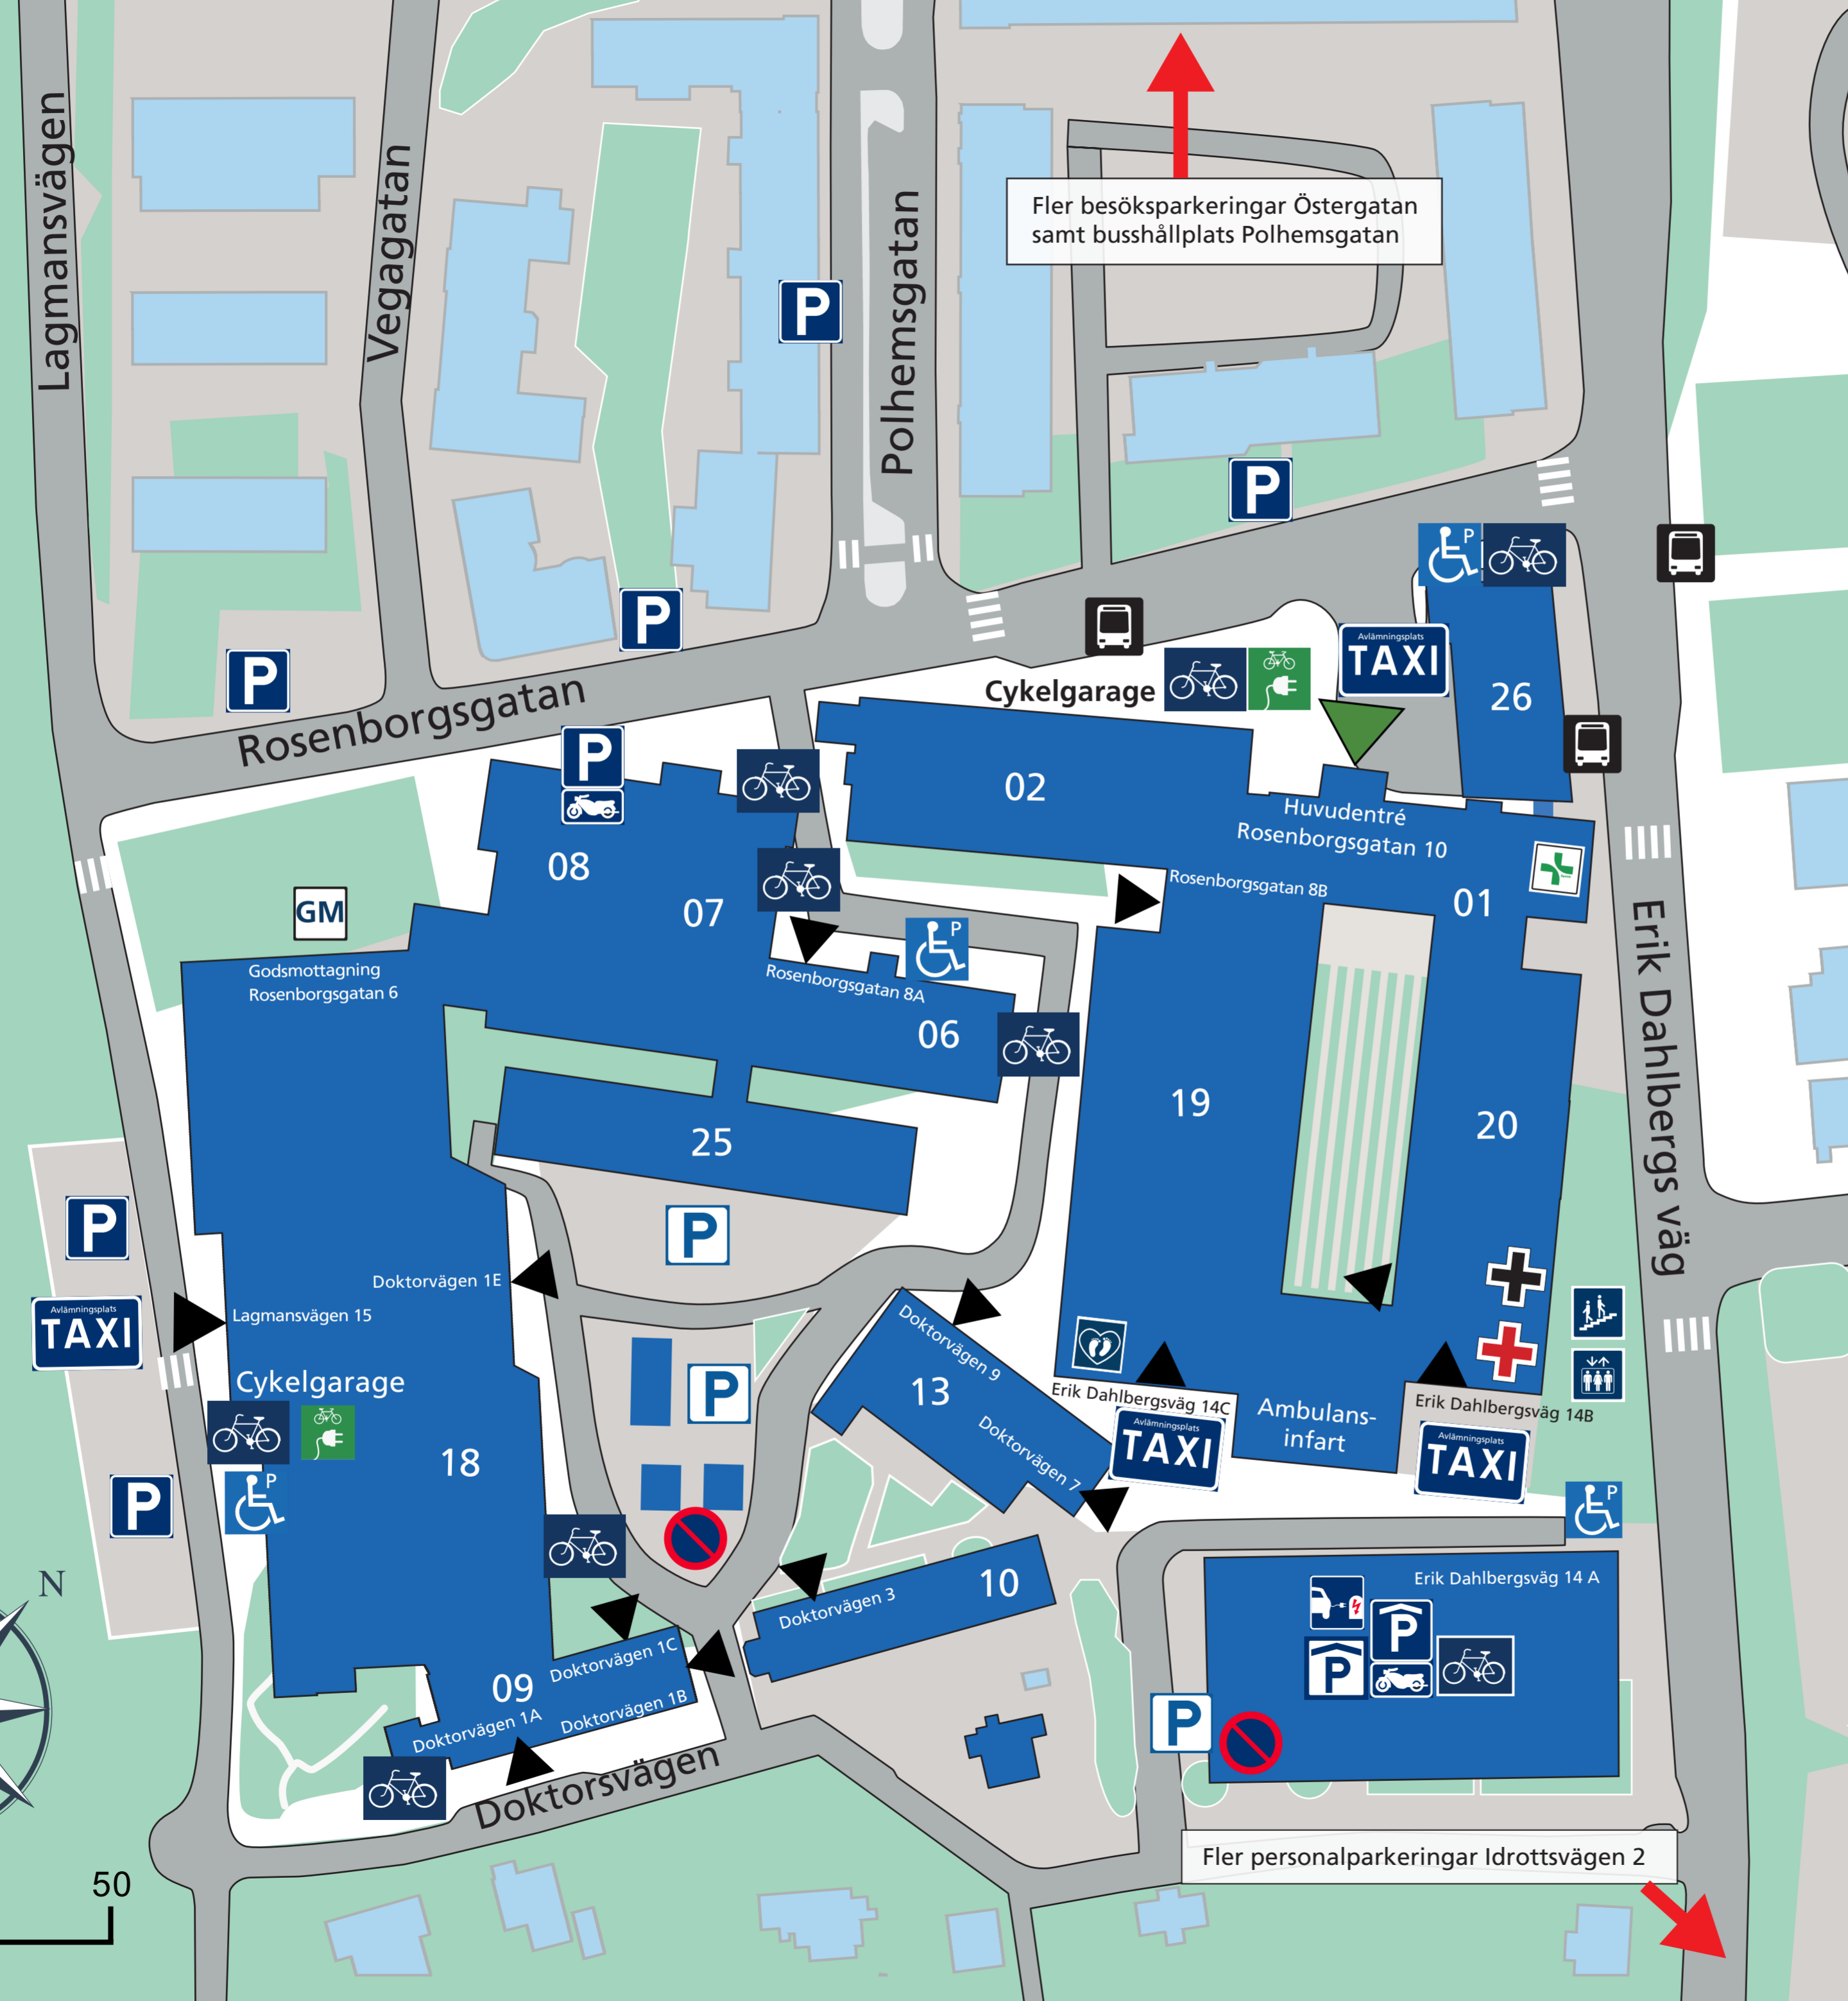 Lagmansvägen
Vegagatan
Polhemsgatan
Fler besöksparkeringar Östergatan
samt busshållplats Polhemsgatan
P
P
P
P
P
P
Avlämningsplats
TAXI
26
Cykelgarage
Rosenborgsgatan
P
02
Huvudentré
Rosenborgsgatan 10
08
07
Rosenborgsgatan 8B
01
GM
P
Godsmottagning
Rosenborgsgatan 6
Rosenborgsgatan 8A
06
Erik Dahlbergs väg
19
20
25
P
P
Doktorvägen 1E
Lagmansvägen 15
Avlämningsplats
TAXI
Doktorvägen 9
13
Doktorvägen 7
P
Cykelgarage
18
P
P
Erik Dahlbergsväg 14C
Avlämningsplats
TAXI
Ambulans-
infart
Erik Dahlbergsväg 14B
Avlämningsplats
TAXI
P
N
10
Doktorvägen 3
Erik Dahlbergsväg 14 A
P
P
P
09
Doktorvägen 1C
Doktorvägen 1A
Doktorvägen 1B
Doktorsvägen
Fler personalparkeringar Idrottsvägen 2
50